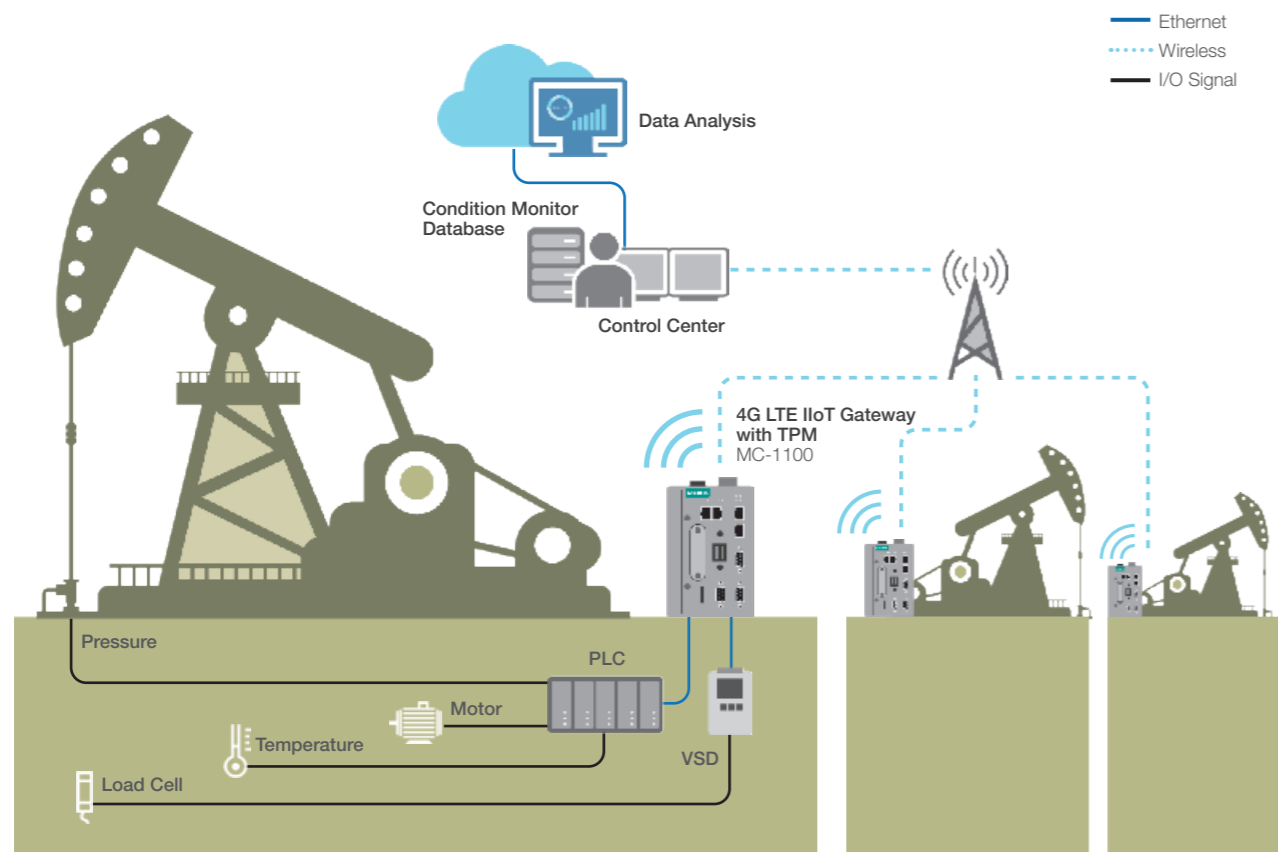 Ethernet
Wireless
I/O Signal
Data Analysis
Condition Monitor
Database
Control Center
4G LTE IIoT Gateway
with TPM
MC-1100
Pressure
PLC
Motor
Temperature
VSD
Load Cell